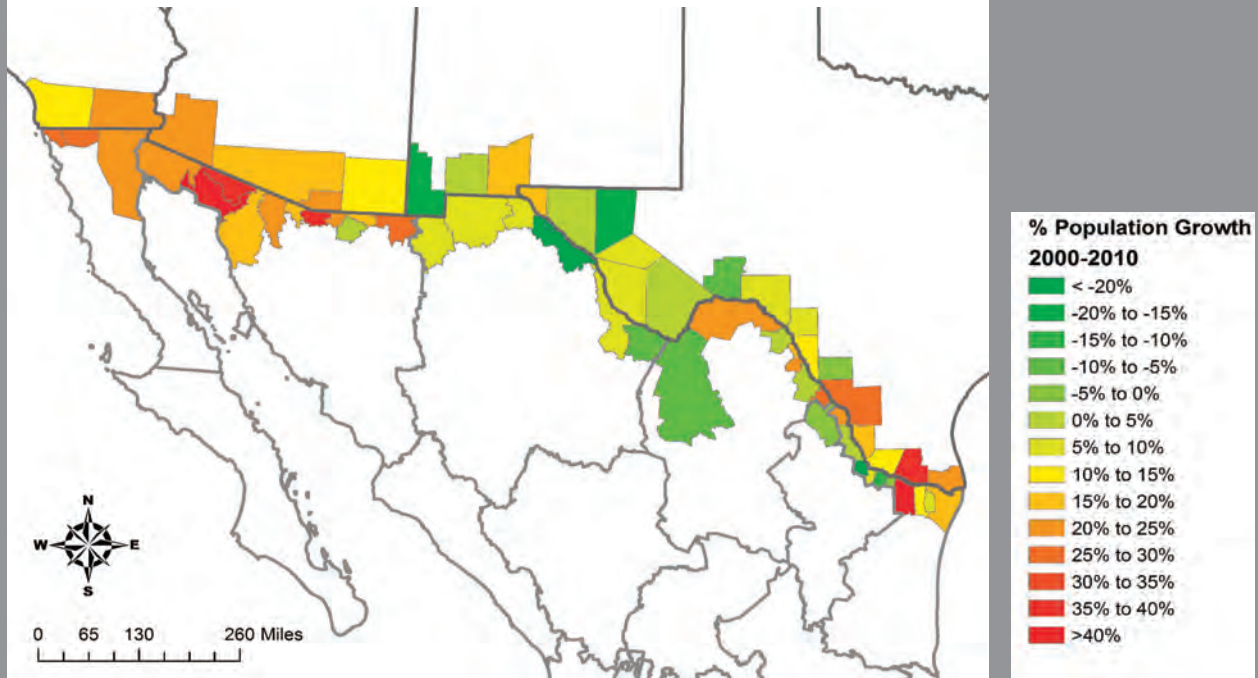 N
W E
S
0 65 130 260 Miles
% Population Growth
2000-2010
< -20%
-20% to -15%
-15% to -10%
-10% to -5%
-5% to 0%
0% to 5%
5% to 10%
10% to 15%
15% to 20%
20% to 25%
25% to 30%
30% to 35%
35% to 40%
>40%